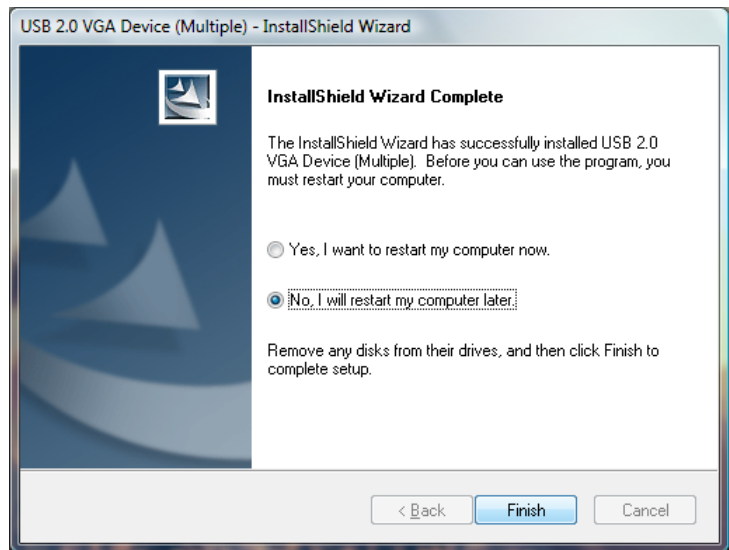 USB 2.0 VGA Device (Multiple) - InstallShield Wizard
InstallShield Wizard Complete
The InstallShield Wizard has successfully installed USB 2.0
VGA Device (Multiple).  Before you can use the program, you
must restart your computer.
Yes, I want to restart my computer now.
No, I will restart my computer later.
Remove any disks from their drives, and then click Finish to
complete setup.
< Back
Finish
Cancel